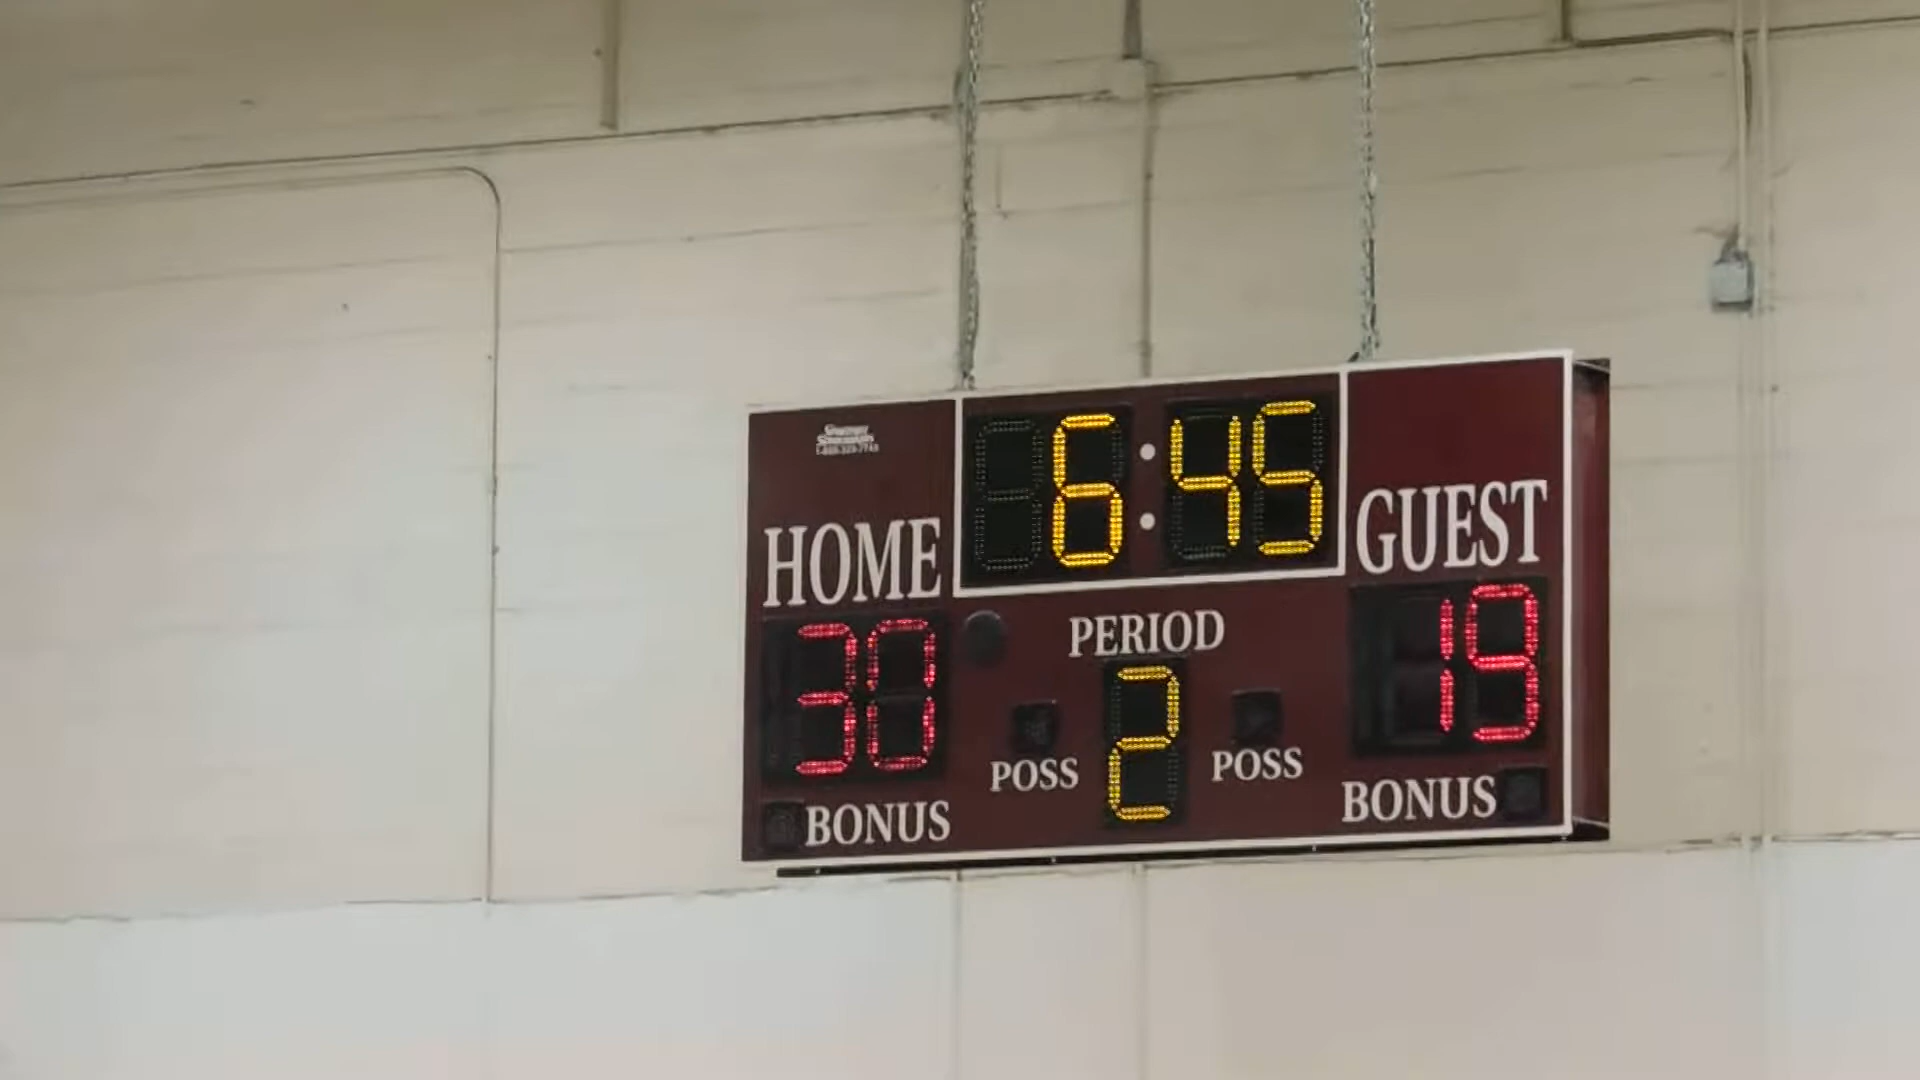 6:45
HOME
GUEST
30
PERIOD
19
2
POSS
POSS
BONUS
BONUS